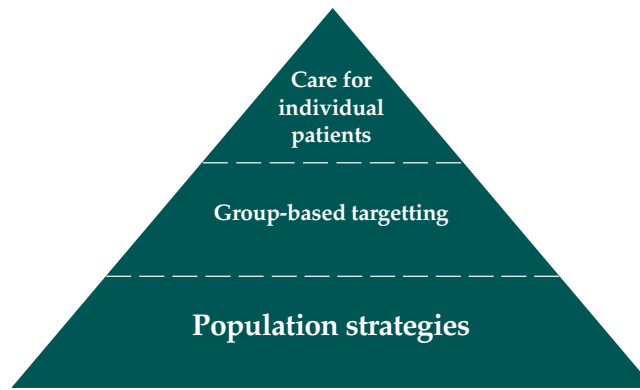 Care for
individual
patients
Group-based targetting
Population strategies